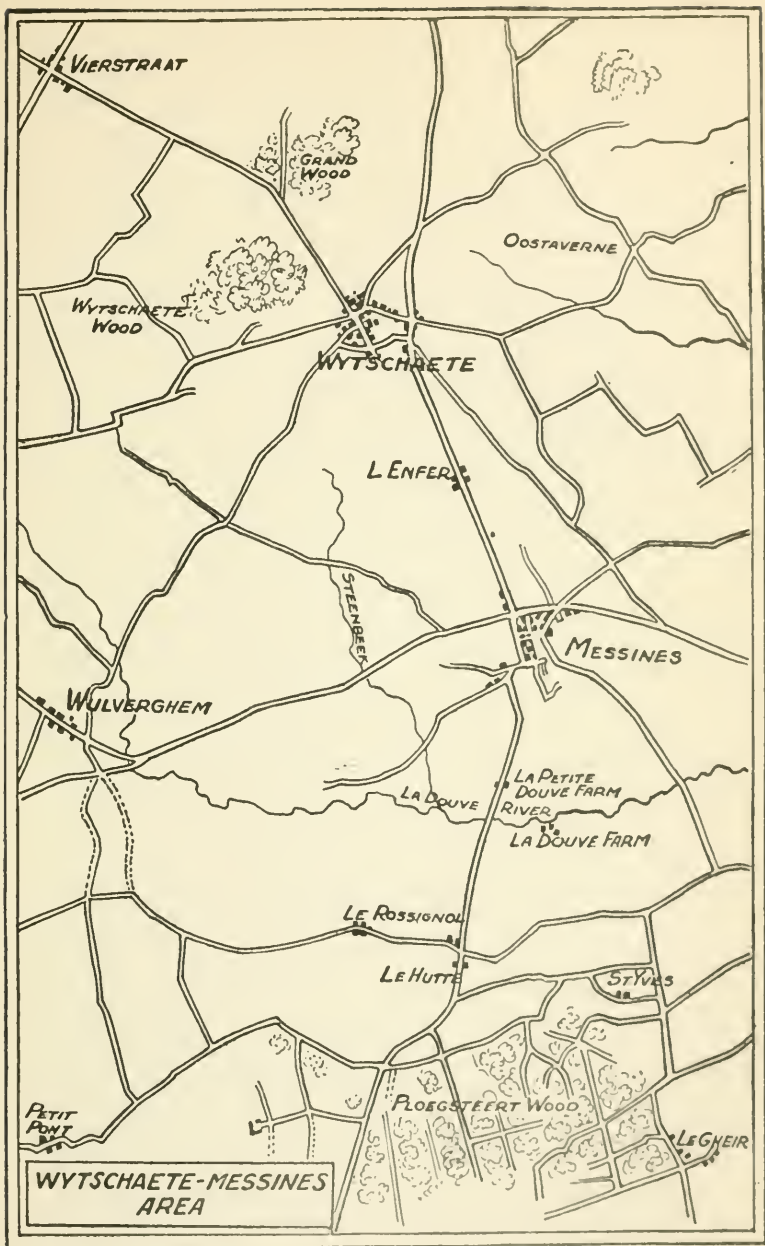 VIERSTRAAT
GRAND
WOOD
OOSTAVERNE
WYTSCHAETE
WOOD
WYTSCHAETE
L ENFER
STEENBEEK
MESSINES
WULVERGHEM
LA PETITE
DOUVE FARM
LA DOUVE RIVER
LA DOUVE FARM
LE ROSSIGNOL
LE HUTTE
ST YVES
PLOEGSTEERT WOOD
PETIT
PONT
LE GHEIR
WYTSCHAETE-MESSINES
AREA